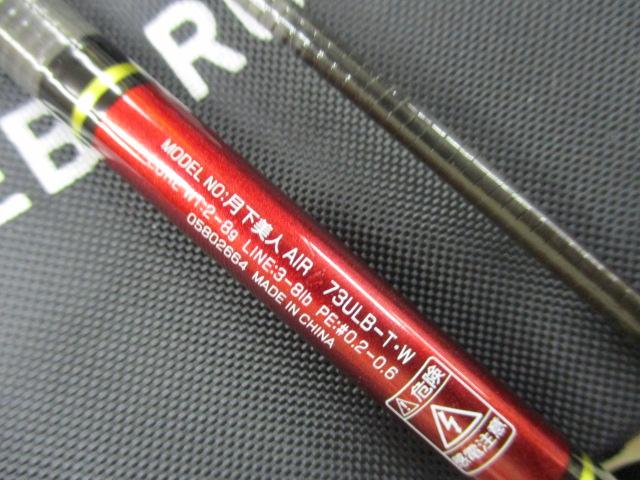 MODEL NO:月下美人 AIR / 73ULB-T・W
LURE WT:2-8g LINE:3-8lb PE:#0.2-0.6
05802664 MADE IN CHINA
危険
感電注意